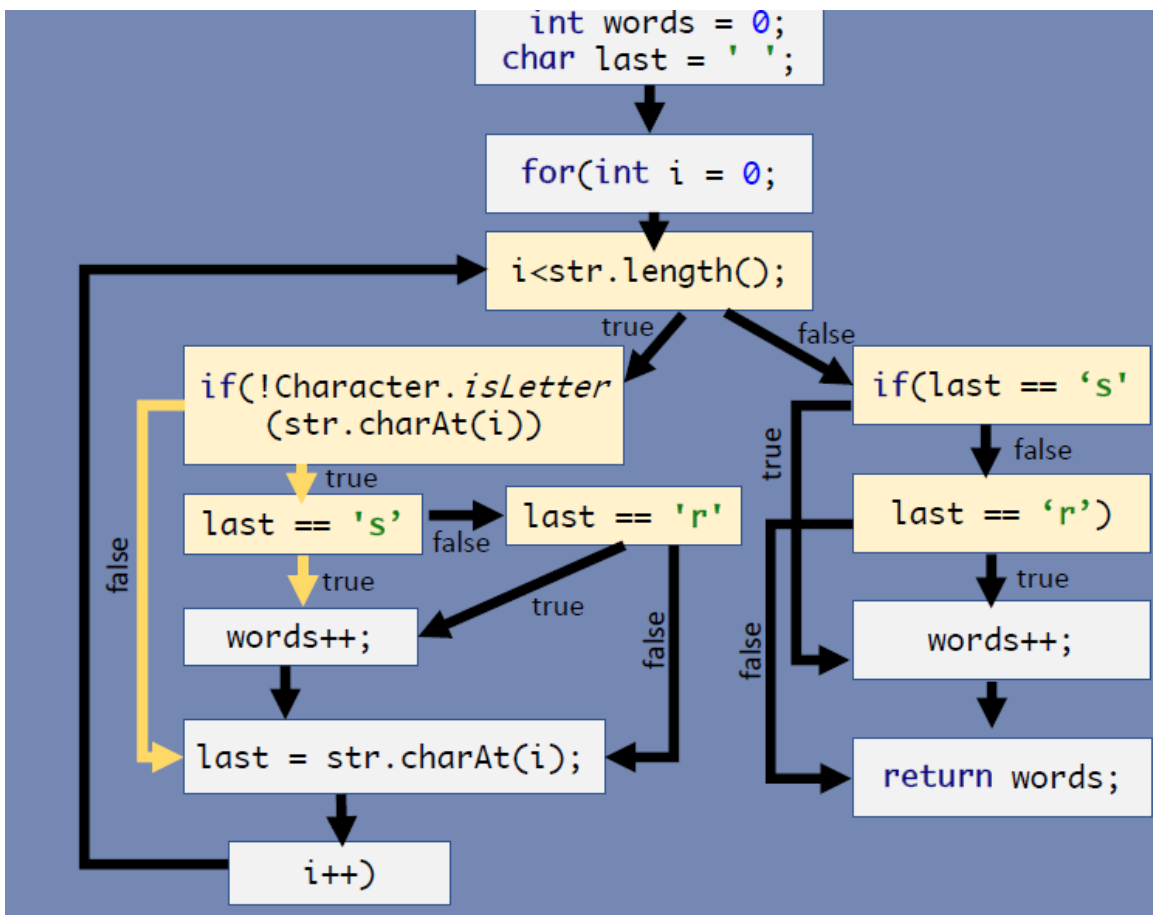 int words = 0;
char last = ' ';
for(int i = 0;
i<str.length();
true
false
if(!Character.isLetter
(str.charAt(i))
if(last == ‘s'
true
false
true
last == 's’
false
last == 'r'
last == ‘r’)
false
true
true
false
false
true
words++;
words++;
last = str.charAt(i);
return words;
i++)